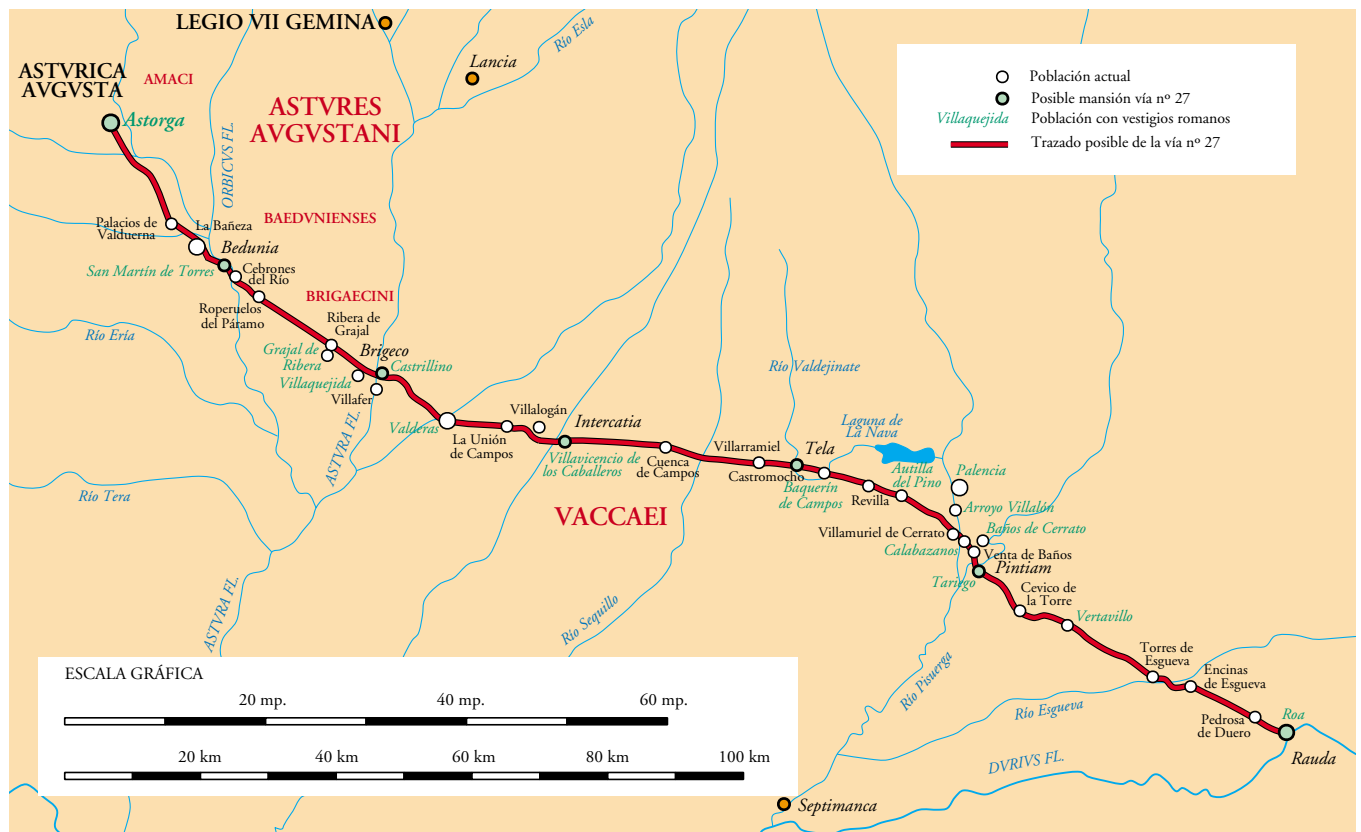 LEGIO VII GEMINA
Río Esla
Lancia
ASTVRICA
AVGVSTA
AMACI
Astorga
ASTVRES
AVGVSTANI
ORBICVS FL.
Población actual
Posible mansión vía nº 27
Villaquejida
Población con vestigios romanos
Trazado posible de la vía nº 27
Palacios de
Valduerna
La Bañeza
BAEDVNIENSES
Bedunia
San Martín de Torres
Cebrones
del Río
Roperuelos
del Páramo
BRIGAECINI
Río Ería
Ribera de
Grajal
Grajal de
Ribera
Brigeco
Castrillino
Villaquejida
Villafer
ASTVRA FL.
Valderas
La Unión
de Campos
Villalogán
Intercatia
Villavicencio de
los Caballeros
Cuenca
de Campos
Río Valdejinate
Villarramiel
Castromocho
Tela
Baquerín
de Campos
Laguna de
La Nava
Revilla
Autilla
del Pino
Palencia
Arroyo Villalón
Villamuriel de Cerrato
Baños de Cerrato
Calabazanos
Venta de Baños
Tariego
Pintiam
Río Tera
VACCAEI
Cevico de
la Torre
Vertavillo
ASTVRA FL.
Río Sequillo
Río Pisuerga
Torres de
Esgueva
Encinas
de Esgueva
Río Esgueva
Pedrosa
de Duero
Roa
Rauda
DVRIVS FL.
Septimanca
ESCALA GRÁFICA
20 mp.
40 mp.
60 mp.
20 km
40 km
60 km
80 km
100 km